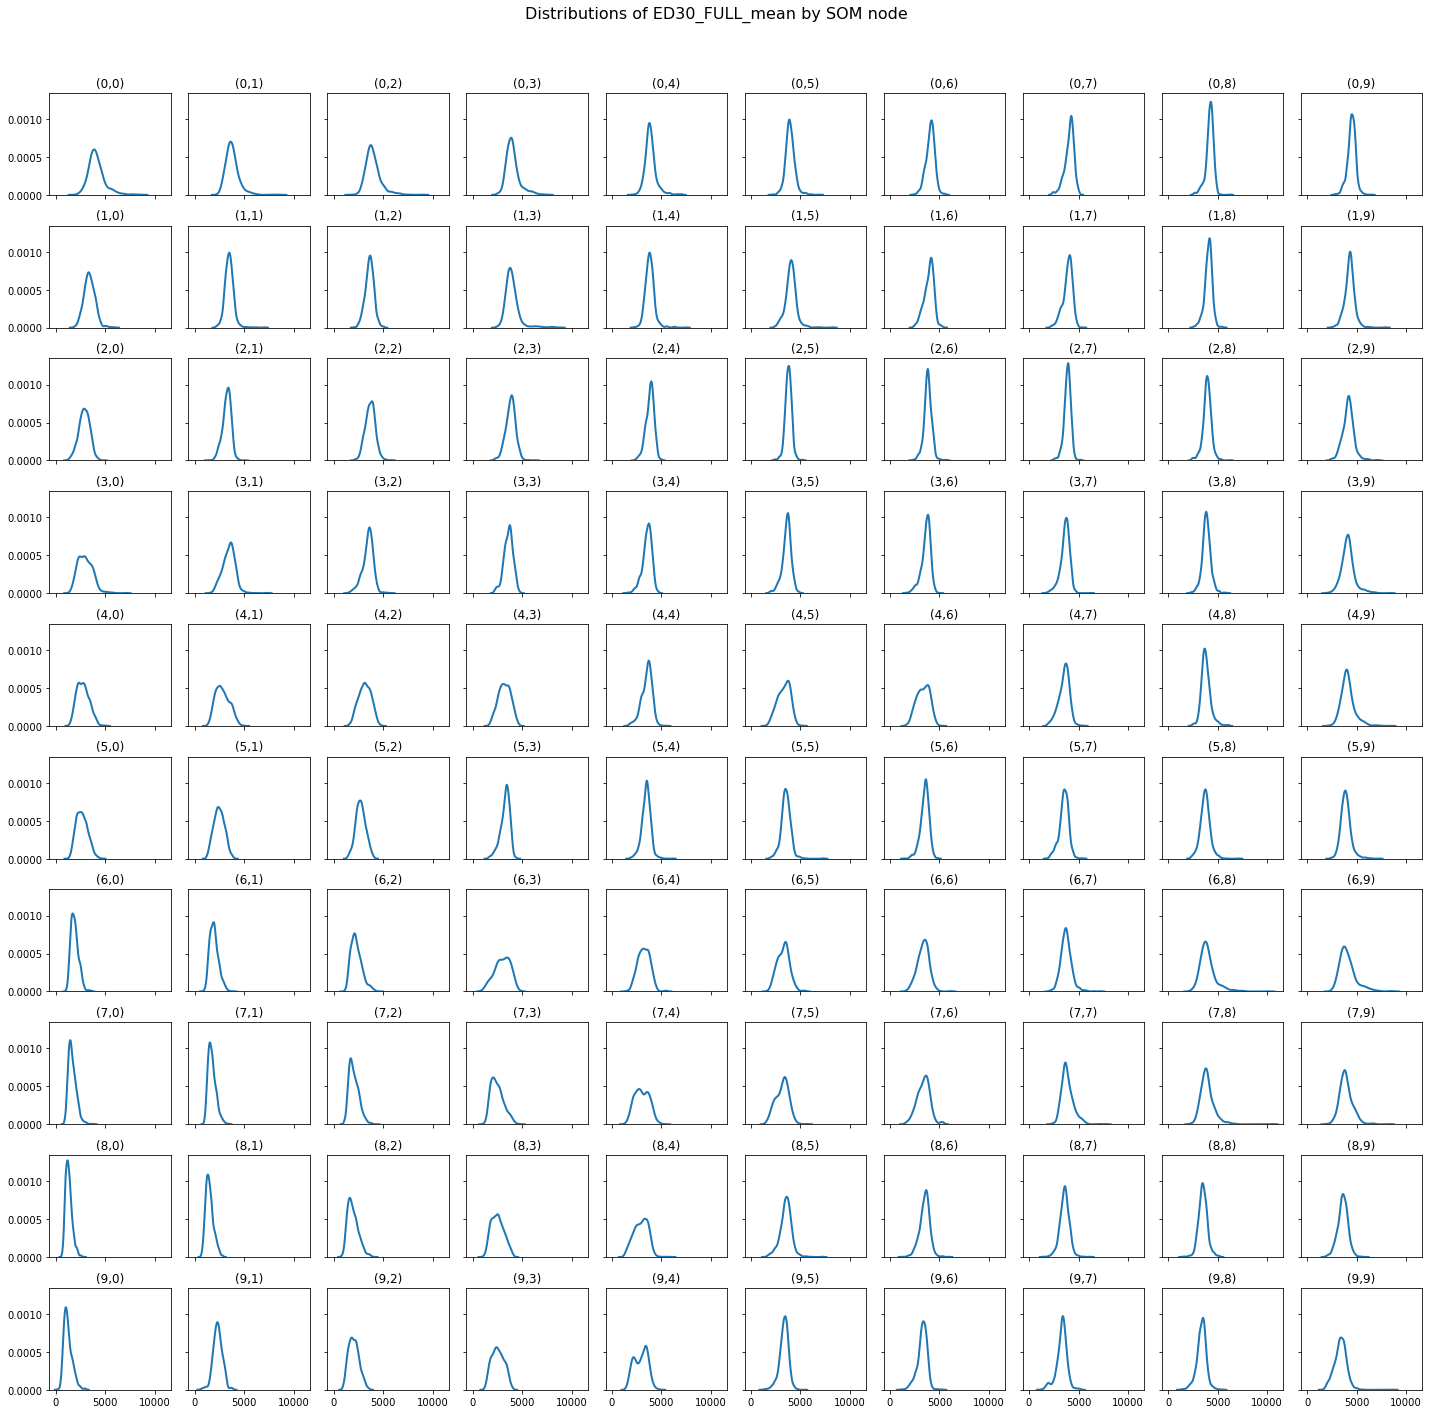 Distributions of ED30_FULL_mean by SOM node
(0,0) (0,1) (0,2) (0,3) (0,4) (0,5) (0,6) (0,7) (0,8) (0,9)
0.0010
0.0005
0.0000
(1,0) (1,1) (1,2) (1,3) (1,4) (1,5) (1,6) (1,7) (1,8) (1,9)
0.0010
0.0005
0.0000
(2,0) (2,1) (2,2) (2,3) (2,4) (2,5) (2,6) (2,7) (2,8) (2,9)
0.0010
0.0005
0.0000
(3,0) (3,1) (3,2) (3,3) (3,4) (3,5) (3,6) (3,7) (3,8) (3,9)
0.0010
0.0005
0.0000
(4,0) (4,1) (4,2) (4,3) (4,4) (4,5) (4,6) (4,7) (4,8) (4,9)
0.0010
0.0005
0.0000
(5,0) (5,1) (5,2) (5,3) (5,4) (5,5) (5,6) (5,7) (5,8) (5,9)
0.0010
0.0005
0.0000
(6,0) (6,1) (6,2) (6,3) (6,4) (6,5) (6,6) (6,7) (6,8) (6,9)
0.0010
0.0005
0.0000
(7,0) (7,1) (7,2) (7,3) (7,4) (7,5) (7,6) (7,7) (7,8) (7,9)
0.0010
0.0005
0.0000
(8,0) (8,1) (8,2) (8,3) (8,4) (8,5) (8,6) (8,7) (8,8) (8,9)
0.0010
0.0005
0.0000
(9,0) (9,1) (9,2) (9,3) (9,4) (9,5) (9,6) (9,7) (9,8) (9,9)
0.0010
0.0005
0.0000
0 5000 10000 0 5000 10000 0 5000 10000 0 5000 10000 0 5000 10000 0 5000 10000 0 5000 10000 0 5000 10000 0 5000 10000 0 5000 10000